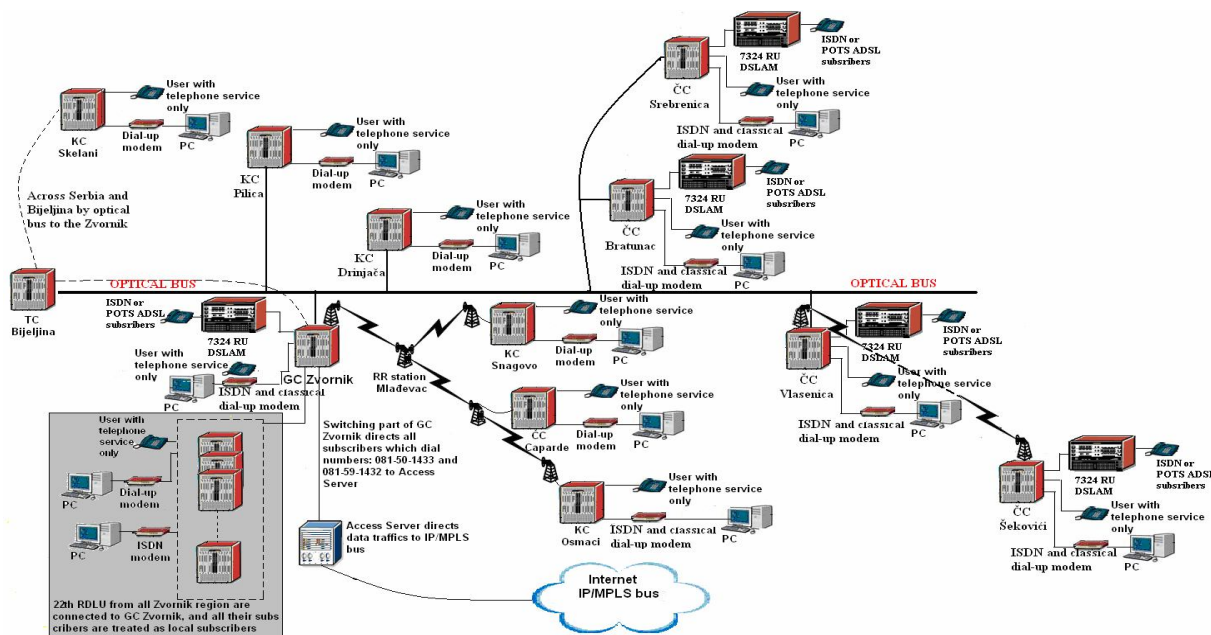 ISDN or
POTS ADSL
subsribers
7324 RU
DSLAM
ČC
Srebrenica
User with
telephone service
only
ISDN and classical
dial-up modem
PC
User with
telephone service
only
KC
Skelani
Dial-up
modem
PC
User with
telephone service
only
KC
Pilica
Dial-up
modem
PC
7324 RU
DSLAM
ISDN or
POTS ADSL
subsribers
ČC
Bratunac
User with
telephone service
only
ISDN and classical
dial-up modem
PC
Across Serbia and
Bijeljina by optical
bus to the Zvornik
User with
telephone service
only
KC
Drinjača
Dial-up
modem
PC
TC
Bijeljina
OPTICAL BUS
OPTICAL BUS
ISDN or
POTS ADSL
subsribers
7324 RU
DSLAM
GC Zvornik
User with
telephone service
only
ISDN and classical
dial-up modem
PC
RR station
Mlađevac
User with
telephone service
only
KC
Snagovo
Dial-up
modem
PC
User with
telephone service
only
ČC
Caparde
Dial-up
modem
PC
User with
telephone service
only
KC
Osmaci
ISDN and classical
dial-up modem
PC
7324 RU
DSLAM
ISDN or
POTS ADSL
subsribers
ČC
Vlasenica
User with
telephone service
only
ISDN and classical
dial-up modem
PC
7324 RU
DSLAM
ISDN or
POTS ADSL
subsribers
ČC
Šekovići
User with
telephone service
only
ISDN and classical
dial-up modem
PC
Switching part of GC
Zvornik directs all
subscribers which dial
numbers: 081-50-1433 and
081-59-1432 to Access
Server
Access Server directs
data traffics to IP/MPLS
bus
Internet
IP/MPLS bus
User with
telephone
service
only
Dial-up
modem
PC
ISDN
modem
PC
22th RDLU from all Zvornik region are
connected to GC Zvornik, and all their subs
cribers are treated as local subscribers